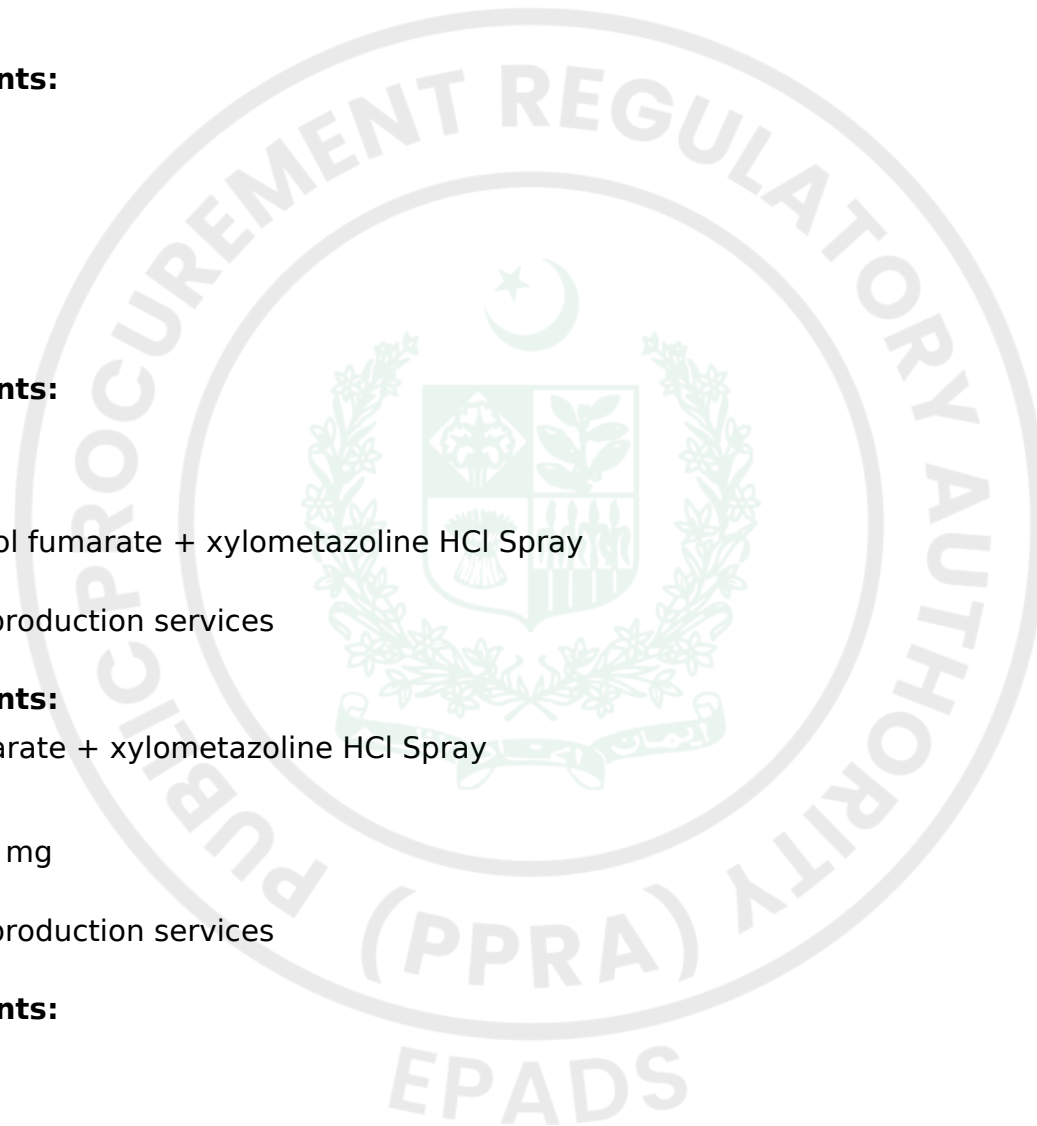 nts:
nts:
ol fumarate + xylometazoline HCl Spray
production services
nts:
arate + xylometazoline HCl Spray
mg
production services
nts:
PUBLIC PROCUREMENT REGULATORY AUTHORITY
(PPRA)
EPADS